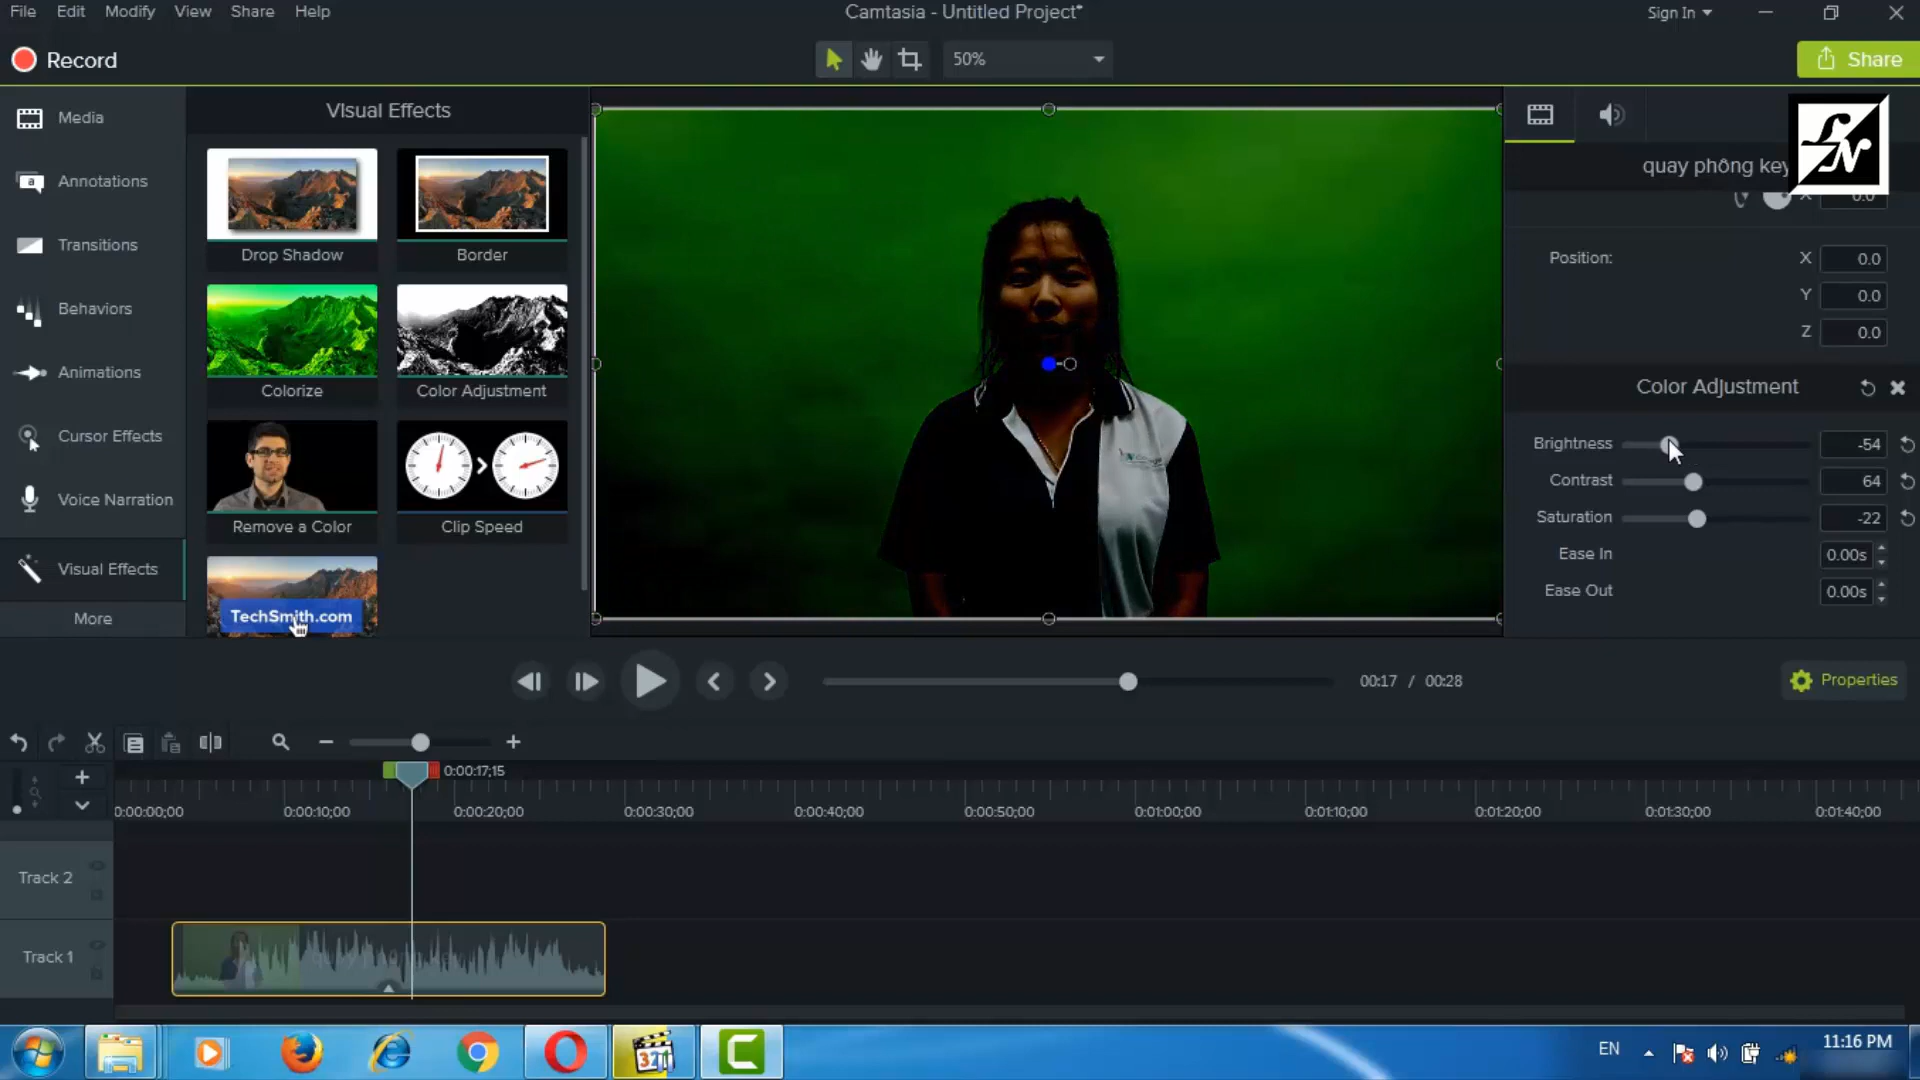 File Edit Modify View Share Help
Camtasia - Untitled Project*
Sign In
Record
50%
Share
Media
Annotations
Transitions
Behaviors
Animations
Cursor Effects
Voice Narration
Visual Effects
More
Visual Effects
Drop Shadow
Border
Colorize
Color Adjustment
Remove a Color
Clip Speed
TechSmith.com
LN
quay phông key
X 0.0
Position: X 0.0
Y 0.0
Z 0.0
Color Adjustment
Brightness -54
Contrast 64
Saturation -22
Ease In 0.00s
Ease Out 0.00s
00:17 / 00:28
Properties
0:00:17;15
0:00:00;00 0:00:10;00 0:00:20;00 0:00:30;00 0:00:40;00 0:00:50;00 0:01:00;00 0:01:10;00 0:01:20;00 0:01:30;00 0:01:40;00
Track 2
Track 1
321
EN
11:16 PM